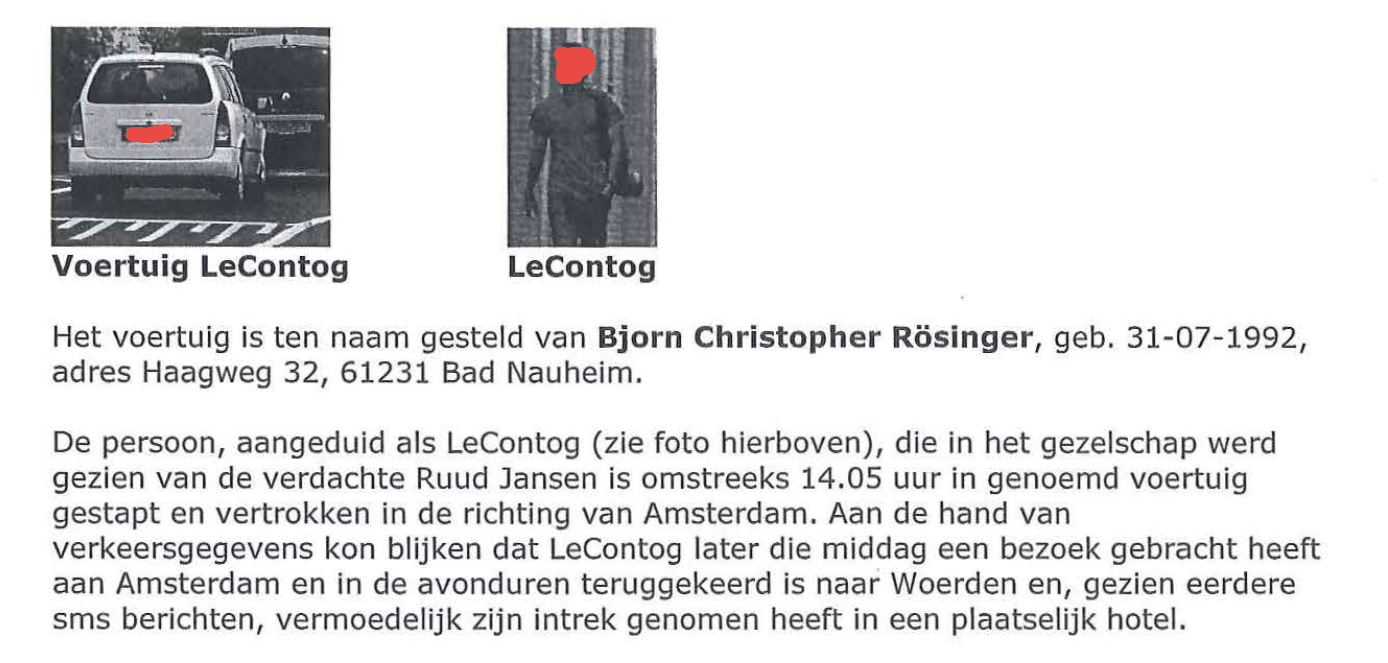 Voertuig LeContog LeContog
Het voertuig is ten naam gesteld van Bjorn Christopher Rösinger, geb. 31-07-1992,
adres Haagweg 32, 61231 Bad Nauheim.
De persoon, aangeduid als LeContog (zie foto hierboven), die in het gezelschap werd
gezien van de verdachte Ruud Jansen is omstreeks 14.05 uur in genoemd voertuig
gestapt en vertrokken in de richting van Amsterdam. Aan de hand van
verkeersgegevens kon blijken dat LeContog later die middag een bezoek gebracht heeft
aan Amsterdam en in de avonduren teruggekeerd is naar Woerden en, gezien eerdere
sms berichten, vermoedelijk zijn intrek genomen heeft in een plaatselijk hotel.